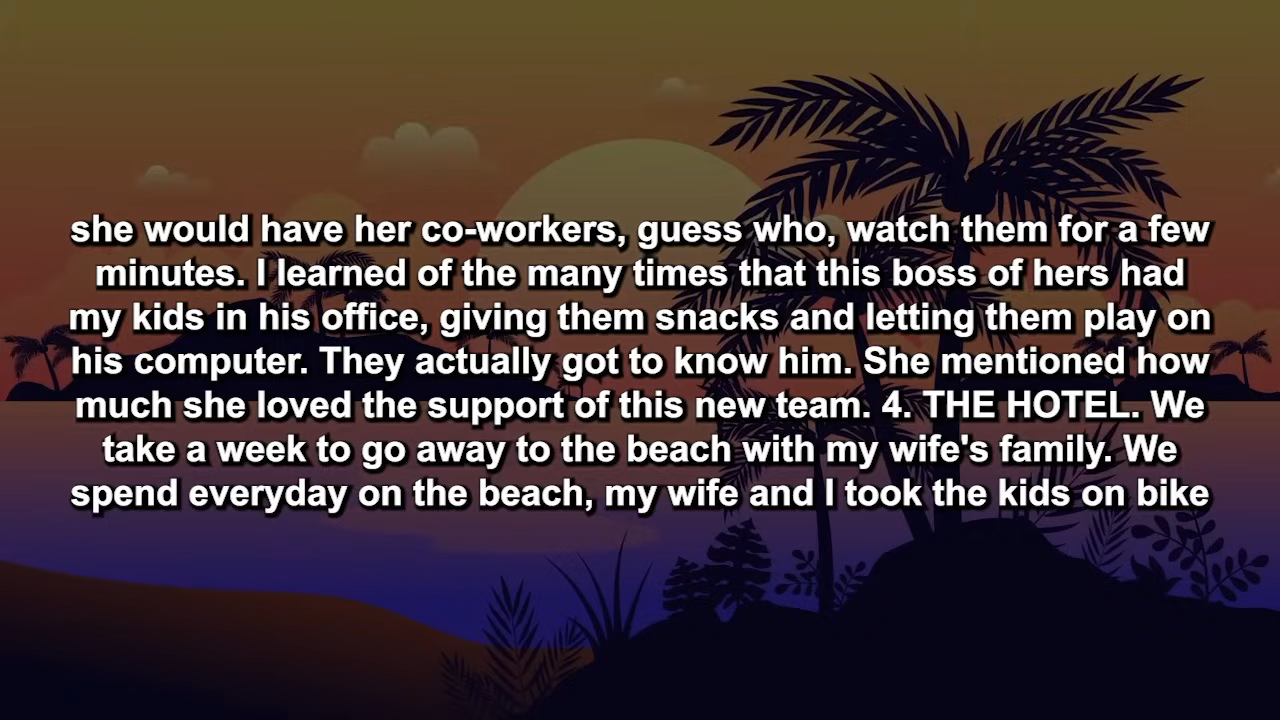 she would have her co-workers, guess who, watch them for a few
minutes. I learned of the many times that this boss of hers had
my kids in his office, giving them snacks and letting them play on
his computer. They actually got to know him. She mentioned how
much she loved the support of this new team. 4. THE HOTEL. We
take a week to go away to the beach with my wife's family. We
spend everyday on the beach, my wife and I took the kids on bike